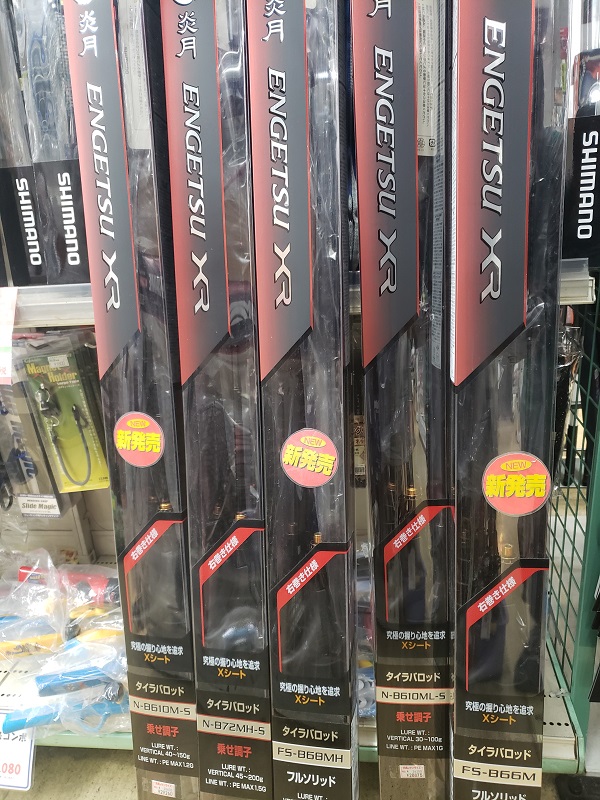 炎月
ENGETSU XR
新発売
NEW
右巻き仕様
究極の握り心地を追求
Xシート
タイラバロッド
N-B610M-S
乗せ調子
LURE WT. :
VERTICAL 40~150g
LINE WT. : PE MAX1.2G
炎月
ENGETSU XR
右巻き仕様
究極の握り心地を追求
Xシート
タイラバロッド
N-B72MH-S
乗せ調子
LURE WT. :
VERTICAL 45~200g
LINE WT. : PE MAX1.5G
炎月
ENGETSU XR
NEW
新発売
右巻き仕様
究極の握り心地を追求
Xシート
タイラバロッド
FS-B68MH
フルソリッド
ENGETSU XR
右巻き仕様
究極の握り心地を追求
Xシート
タイラバロッド
N-B610ML-S
乗せ調子
LURE WT. :
VERTICAL 30~100g
LINE WT. : PE MAX1G
ENGETSU XR
NEW
新発売
右巻き仕様
究極の握り心地を追求
Xシート
タイラバロッド
FS-B66M
フルソリッド
SHIMANO
SHIMANO
SHIMANO
Holder
Slide Magic
,080